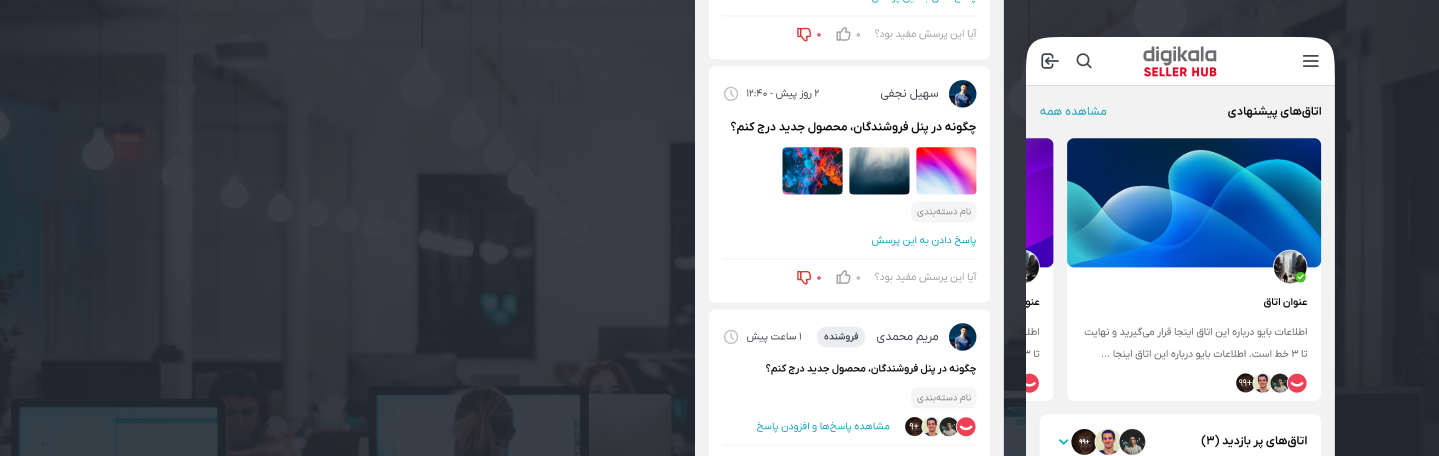 آیا این پرسش مفید بود؟
۰
۰
سهیل نجفی
۲ روز پیش - ۱۲:۴۰
چگونه در پنل فروشندگان، محصول جدید درج کنم؟
نام دسته‌بندی
پاسخ دادن به این پرسش
آیا این پرسش مفید بود؟
۰
۰
مریم محمدی
فروشنده
۱ ساعت پیش
چگونه در پنل فروشندگان، محصول جدید درج کنم؟
نام دسته‌بندی
۹+
مشاهده پاسخ‌ها و افزودن پاسخ
digikala
SELLER HUB
اتاق‌های پیشنهادی
مشاهده همه
عنوان اتاق
اطلاعات بایو درباره این اتاق اینجا قرار می‌گیرید و نهایت
تا ۳ خط است. اطلاعات بایو درباره این اتاق اینجا ...
۹۹+
اتاق‌های پر بازدید (۳)
۹۹+